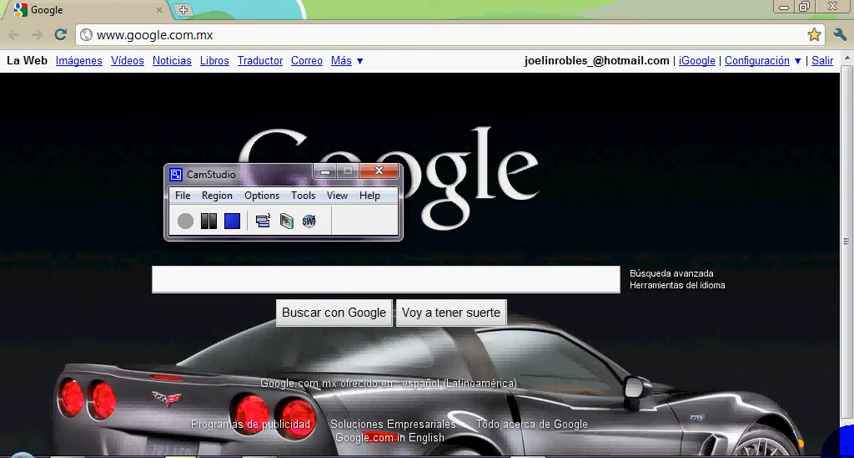 Google
www.google.com.mx
La Web Imágenes Vídeos Noticias Libros Traductor Correo Más ▼ joelinrobles_@hotmail.com | iGoogle | Configuración ▼ | Salir
Google
CamStudio
File Region Options Tools View Help
Búsqueda avanzada
Herramientas del idioma
Buscar con Google Voy a tener suerte
Google.com.mx ofrecido en: español (Latinoamérica)
Programas de publicidad Soluciones Empresariales Todo acerca de Google
Google.com in English